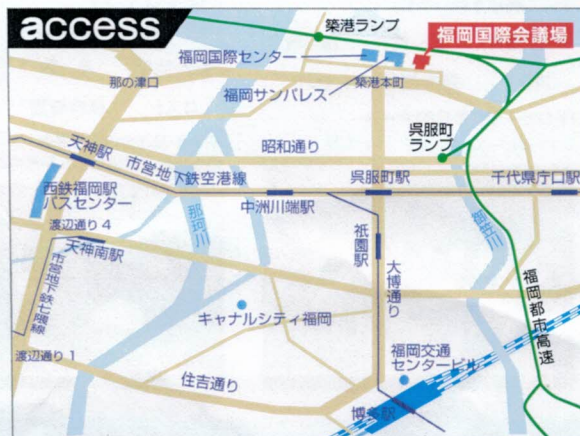 access
築港ランプ
福岡国際会議場
福岡国際センター
福岡サンパレス
那の津口
築港本町
呉服町
ランプ
昭和通り
天神駅
市営地下鉄空港線
呉服町駅
千代県庁口駅
西鉄福岡駅
バスセンター
中洲川端駅
那珂川
御笠川
渡辺通り4
天神南駅
祇園駅
大博通り
市営地下鉄七隈線
キャナルシティ福岡
福岡都市高速
渡辺通り1
住吉通り
福岡交通
センタービル
博多駅